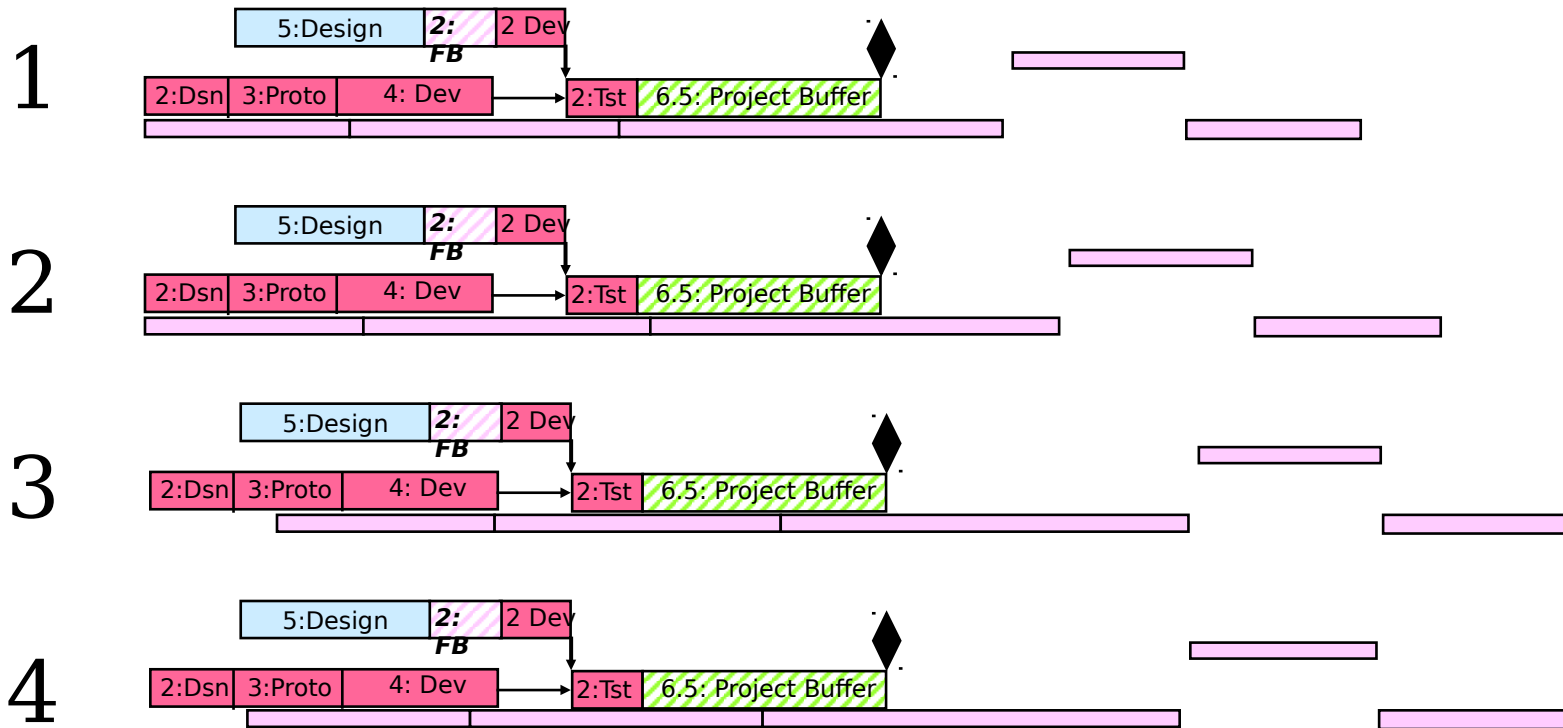 1
5:Design 2: FB 2 Dev
2:Dsn 3:Proto 4: Dev 2:Tst 6.5: Project Buffer
2
5:Design 2: FB 2 Dev
2:Dsn 3:Proto 4: Dev 2:Tst 6.5: Project Buffer
3
5:Design 2: FB 2 Dev
2:Dsn 3:Proto 4: Dev 2:Tst 6.5: Project Buffer
4
5:Design 2: FB 2 Dev
2:Dsn 3:Proto 4: Dev 2:Tst 6.5: Project Buffer